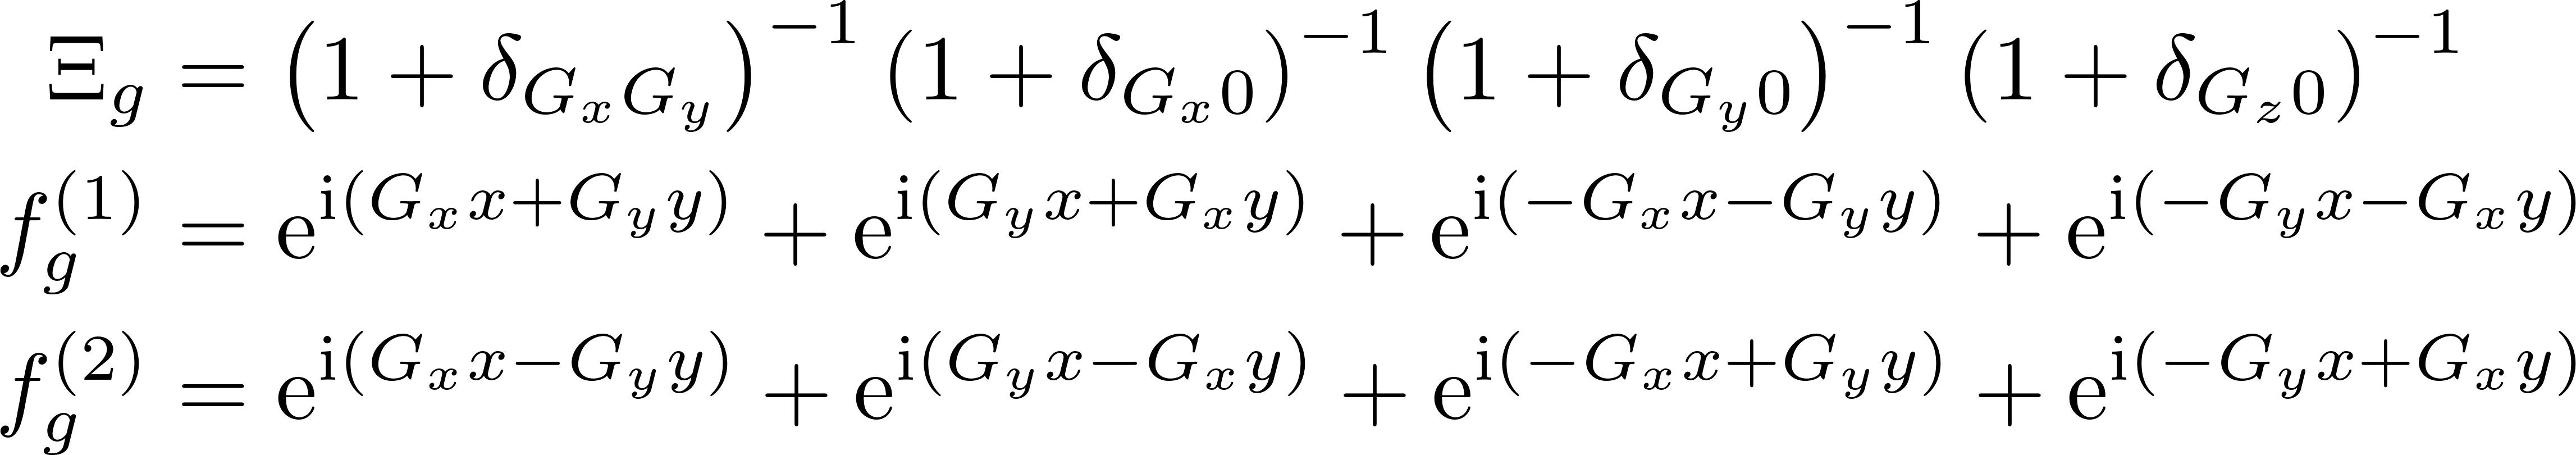 Ξ_g = (1 + δ_{G_x G_y})^{-1} (1 + δ_{G_x 0})^{-1} (1 + δ_{G_y 0})^{-1} (1 + δ_{G_z 0})^{-1}
f_g^{(1)} = e^{i(G_x x+G_y y)} + e^{i(G_y x+G_x y)} + e^{i(-G_x x-G_y y)} + e^{i(-G_y x-G_x y)}
f_g^{(2)} = e^{i(G_x x-G_y y)} + e^{i(G_y x-G_x y)} + e^{i(-G_x x+G_y y)} + e^{i(-G_y x+G_x y)}